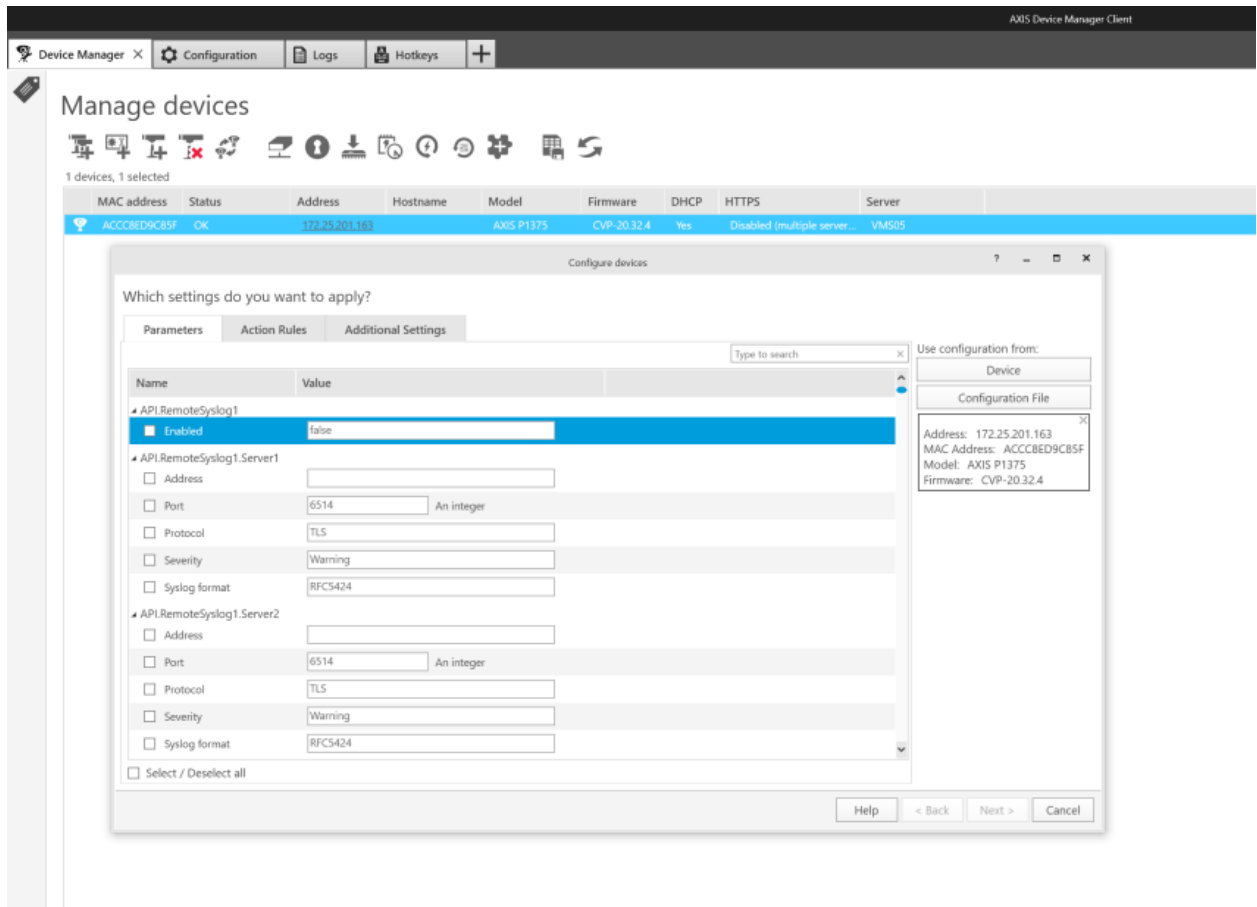 AXIS Device Manager Client
Device Manager Configuration Logs Hotkeys
Manage devices
1 devices, 1 selected
MAC address Status Address Hostname Model Firmware DHCP HTTPS Server
ACCC8ED9C85F OK 172.25.201.163 AXIS P1375 CVP-20.32.4 Yes Disabled (multiple server... VMS05
Configure devices
Which settings do you want to apply?
Parameters Action Rules Additional Settings
Type to search
Use configuration from:
Device
Configuration File
Address: 172.25.201.163
MAC Address: ACCC8ED9C85F
Model: AXIS P1375
Firmware: CVP-20.32.4
Name Value
API.RemoteSyslog1
Enabled false
API.RemoteSyslog1.Server1
Address
Port 6514 An integer
Protocol TLS
Severity Warning
Syslog format RFC5424
API.RemoteSyslog1.Server2
Address
Port 6514 An integer
Protocol TLS
Severity Warning
Syslog format RFC5424
Select / Deselect all
Help < Back Next > Cancel